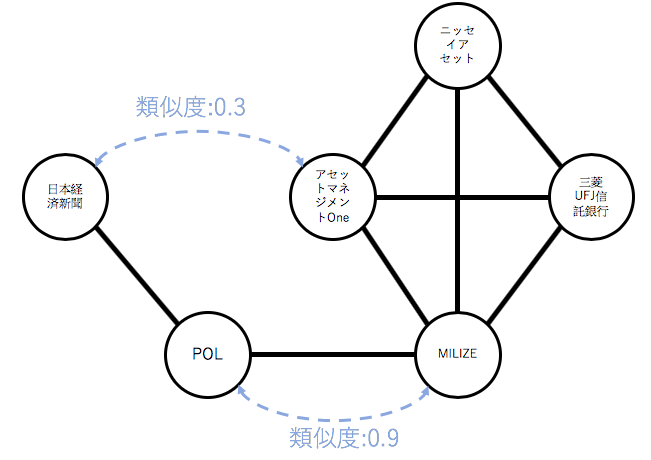 ニッセ
イア
セット
類似度:0.3
日本経
済新聞
アセッ
トマネ
ジメン
トOne
三菱
UFJ信
託銀行
POL
MILIZE
類似度:0.9